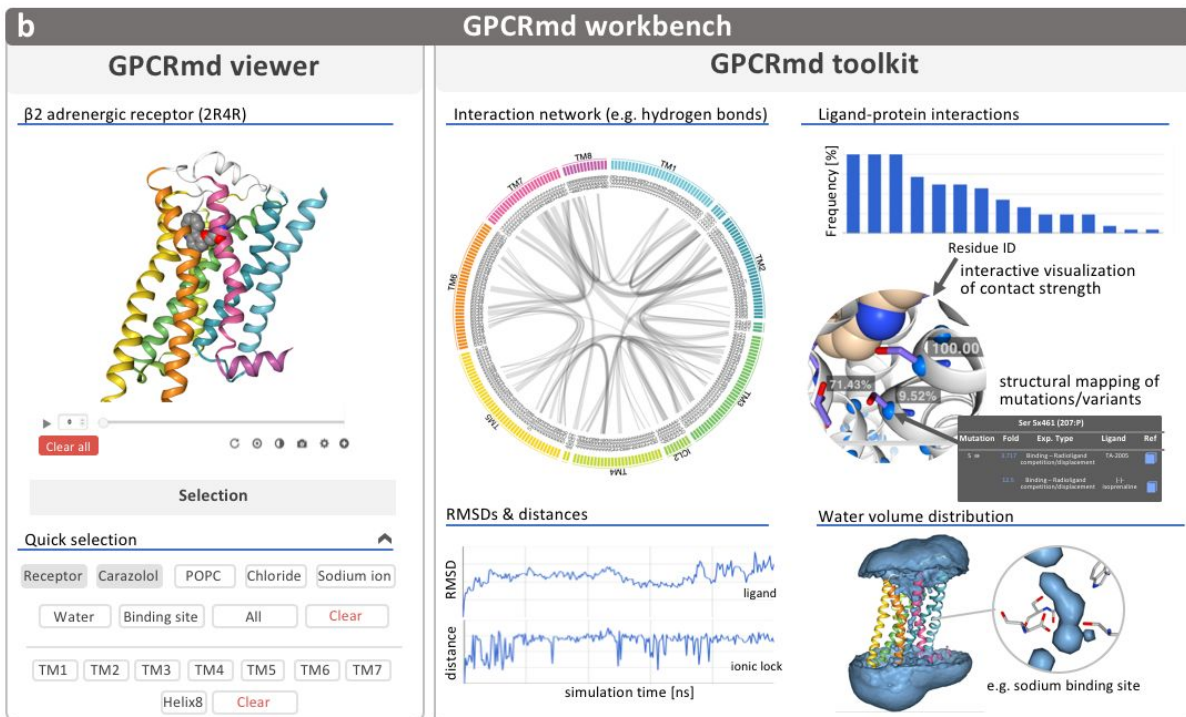 b
GPCRmd workbench
GPCRmd viewer
β2 adrenergic receptor (2R4R)
Clear all
Selection
Quick selection
Receptor
Carazolol
POPC
Chloride
Sodium ion
Water
Binding site
All
Clear
TM1
TM2
TM3
TM4
TM5
TM6
TM7
Helix8
Clear
GPCRmd toolkit
Interaction network (e.g. hydrogen bonds)
TM8
TM1
TM2
TM3
ICL2
TM4
TM5
TM6
TM7
Ligand-protein interactions
Frequency [%]
Residue ID
interactive visualization
of contact strength
100.00
71.43%
9.52%
structural mapping of
mutations/variants
Ser 5x461 (207:P)
Mutation Fold Exp. Type Ligand Ref
Binding – Radioligand
competition/displacement
TA-2005
12.5
Binding – Radioligand
competition/displacement
(-)-
isoprenaline
RMSDs & distances
RMSD
ligand
distance
ionic lock
simulation time [ns]
Water volume distribution
e.g. sodium binding site